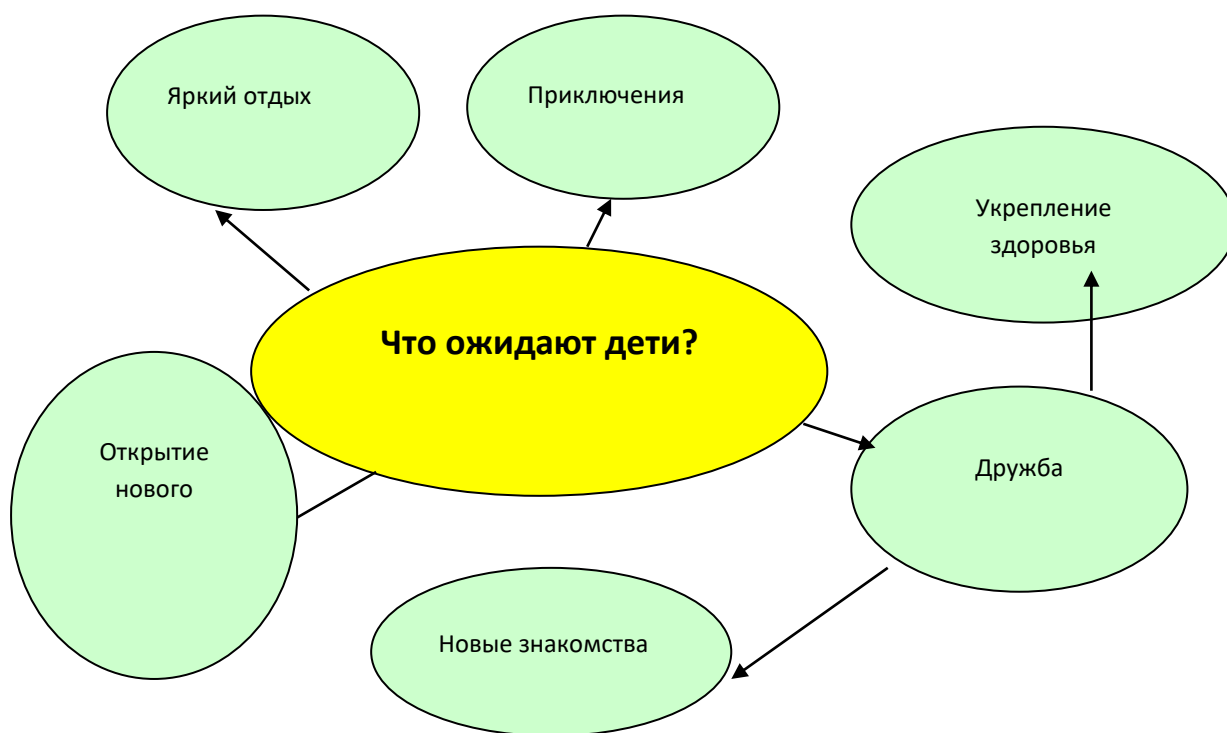 Яркий отдых
Приключения
Укрепление
здоровья
Что ожидают дети?
Открытие
нового
Дружба
Новые знакомства